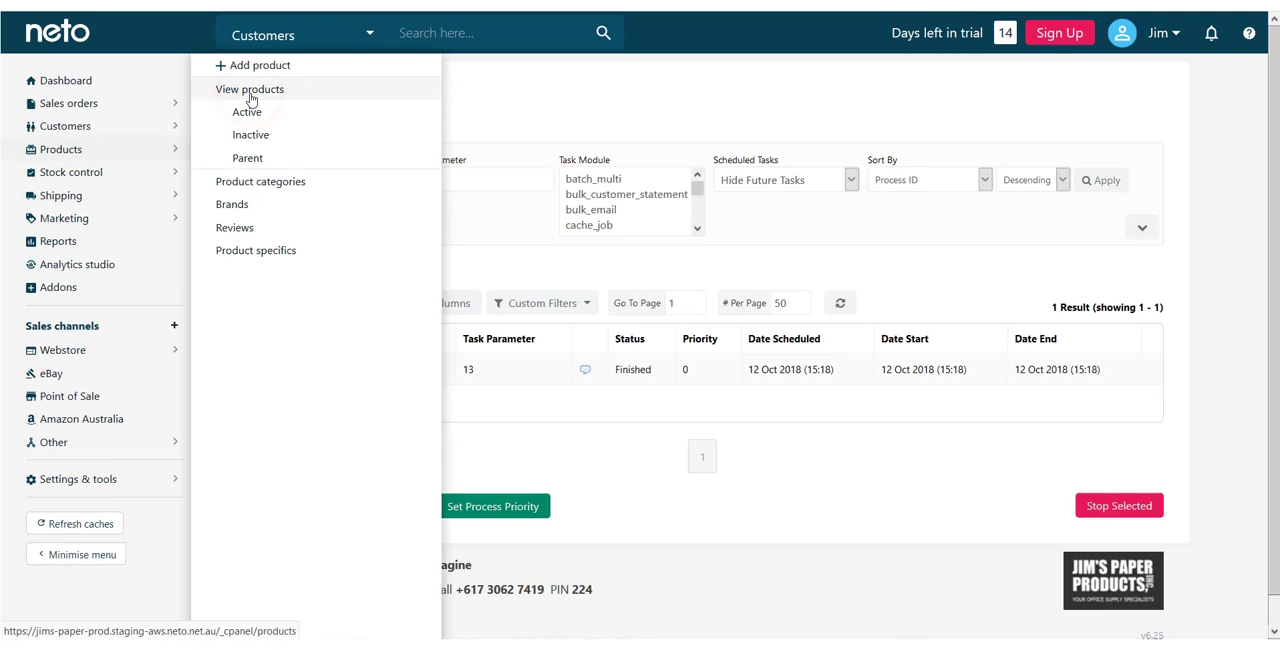 neto
Customers
Search here...
Days left in trial 14
Sign Up
Jim
Dashboard
Sales orders
Customers
Products
Stock control
Shipping
Marketing
Reports
Analytics studio
Addons
Sales channels +
Webstore
eBay
Point of Sale
Amazon Australia
Other
Settings & tools
Refresh caches
Minimise menu
+ Add product
View products
Active
Inactive
Parent
Product categories
Brands
Reviews
Product specifics
Task Module
batch_multi
bulk_customer_statement
bulk_email
cache_job
Scheduled Tasks
Hide Future Tasks
Sort By
Process ID
Descending
Apply
Custom Filters
Go To Page 1
# Per Page 50
1 Result (showing 1 - 1)
Task Parameter Status Priority Date Scheduled Date Start Date End
13 Finished 0 12 Oct 2018 (15:18) 12 Oct 2018 (15:18) 12 Oct 2018 (15:18)
1
Set Process Priority
Stop Selected
agine
all +617 3062 7419 PIN 224
JIM'S PAPER
PRODUCTS, INC
YOUR OFFICE SUPPLY SPECIALISTS
v6.25
https://jims-paper-prod.staging-aws.neto.net.au/_cpanel/products